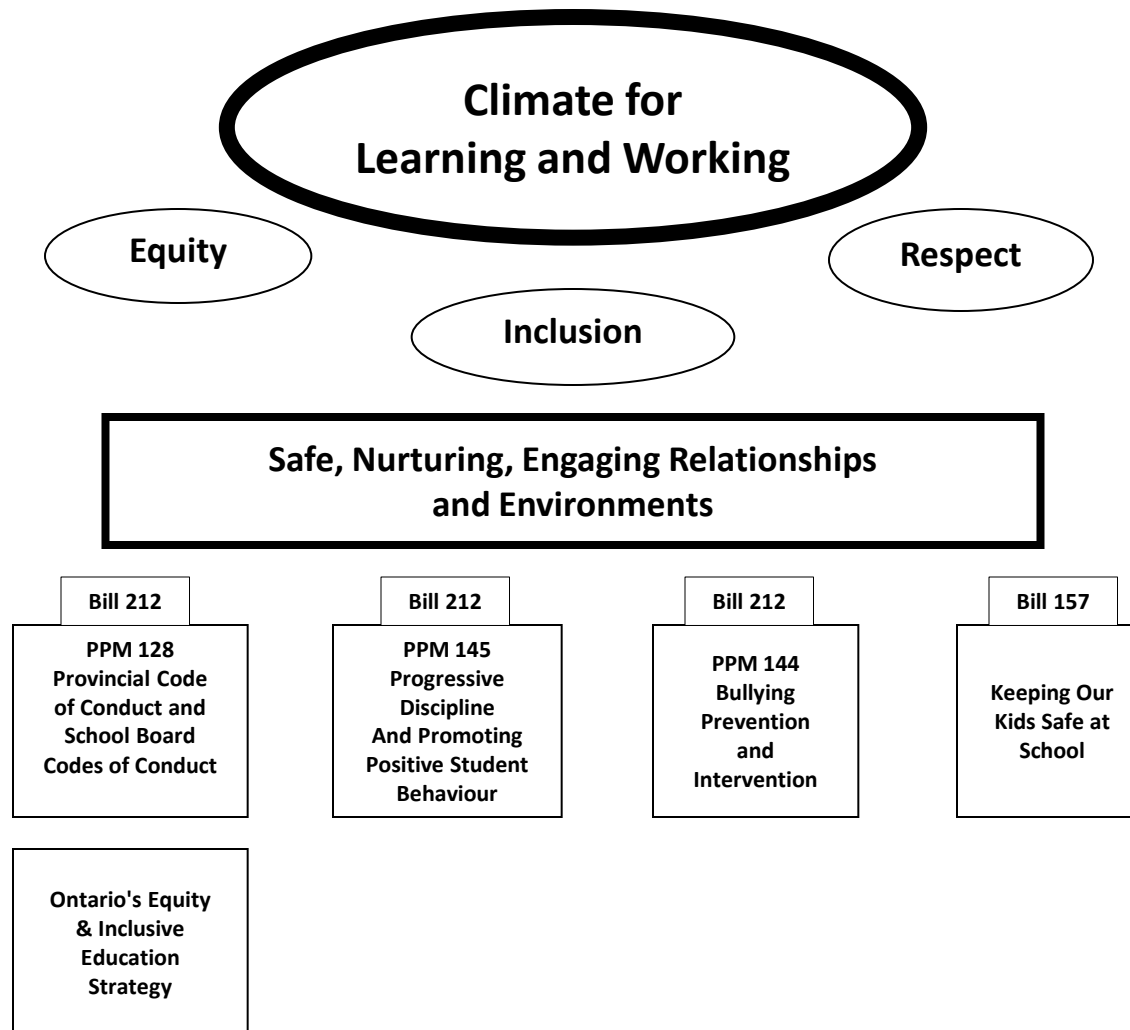 Climate for
Learning and Working
Equity
Respect
Inclusion
Safe, Nurturing, Engaging Relationships
and Environments
Bill 212
PPM 128
Provincial Code
of Conduct and
School Board
Codes of Conduct
Bill 212
PPM 145
Progressive
Discipline
And Promoting
Positive Student
Behaviour
Bill 212
PPM 144
Bullying
Prevention
and
Intervention
Bill 157
Keeping Our
Kids Safe at
School
Ontario's Equity
& Inclusive
Education
Strategy